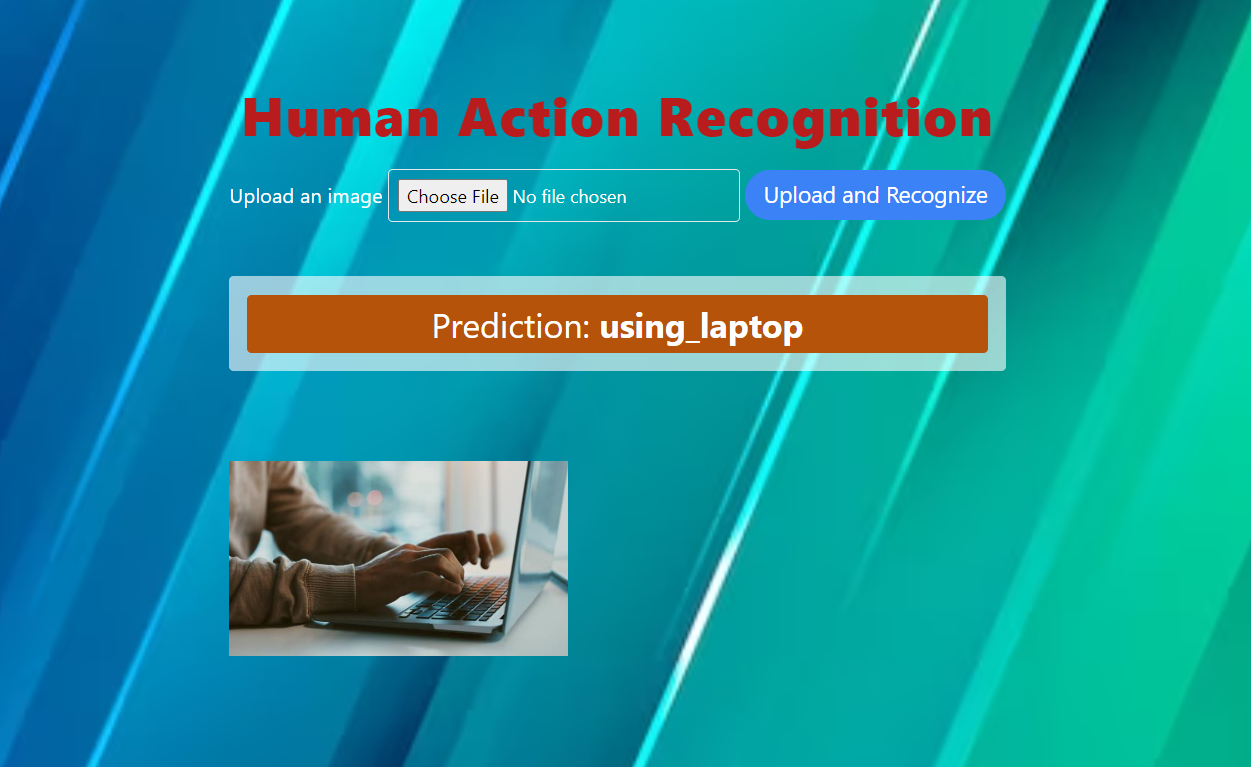 Human Action Recognition
Upload an image Choose File No file chosen Upload and Recognize
Prediction: using_laptop